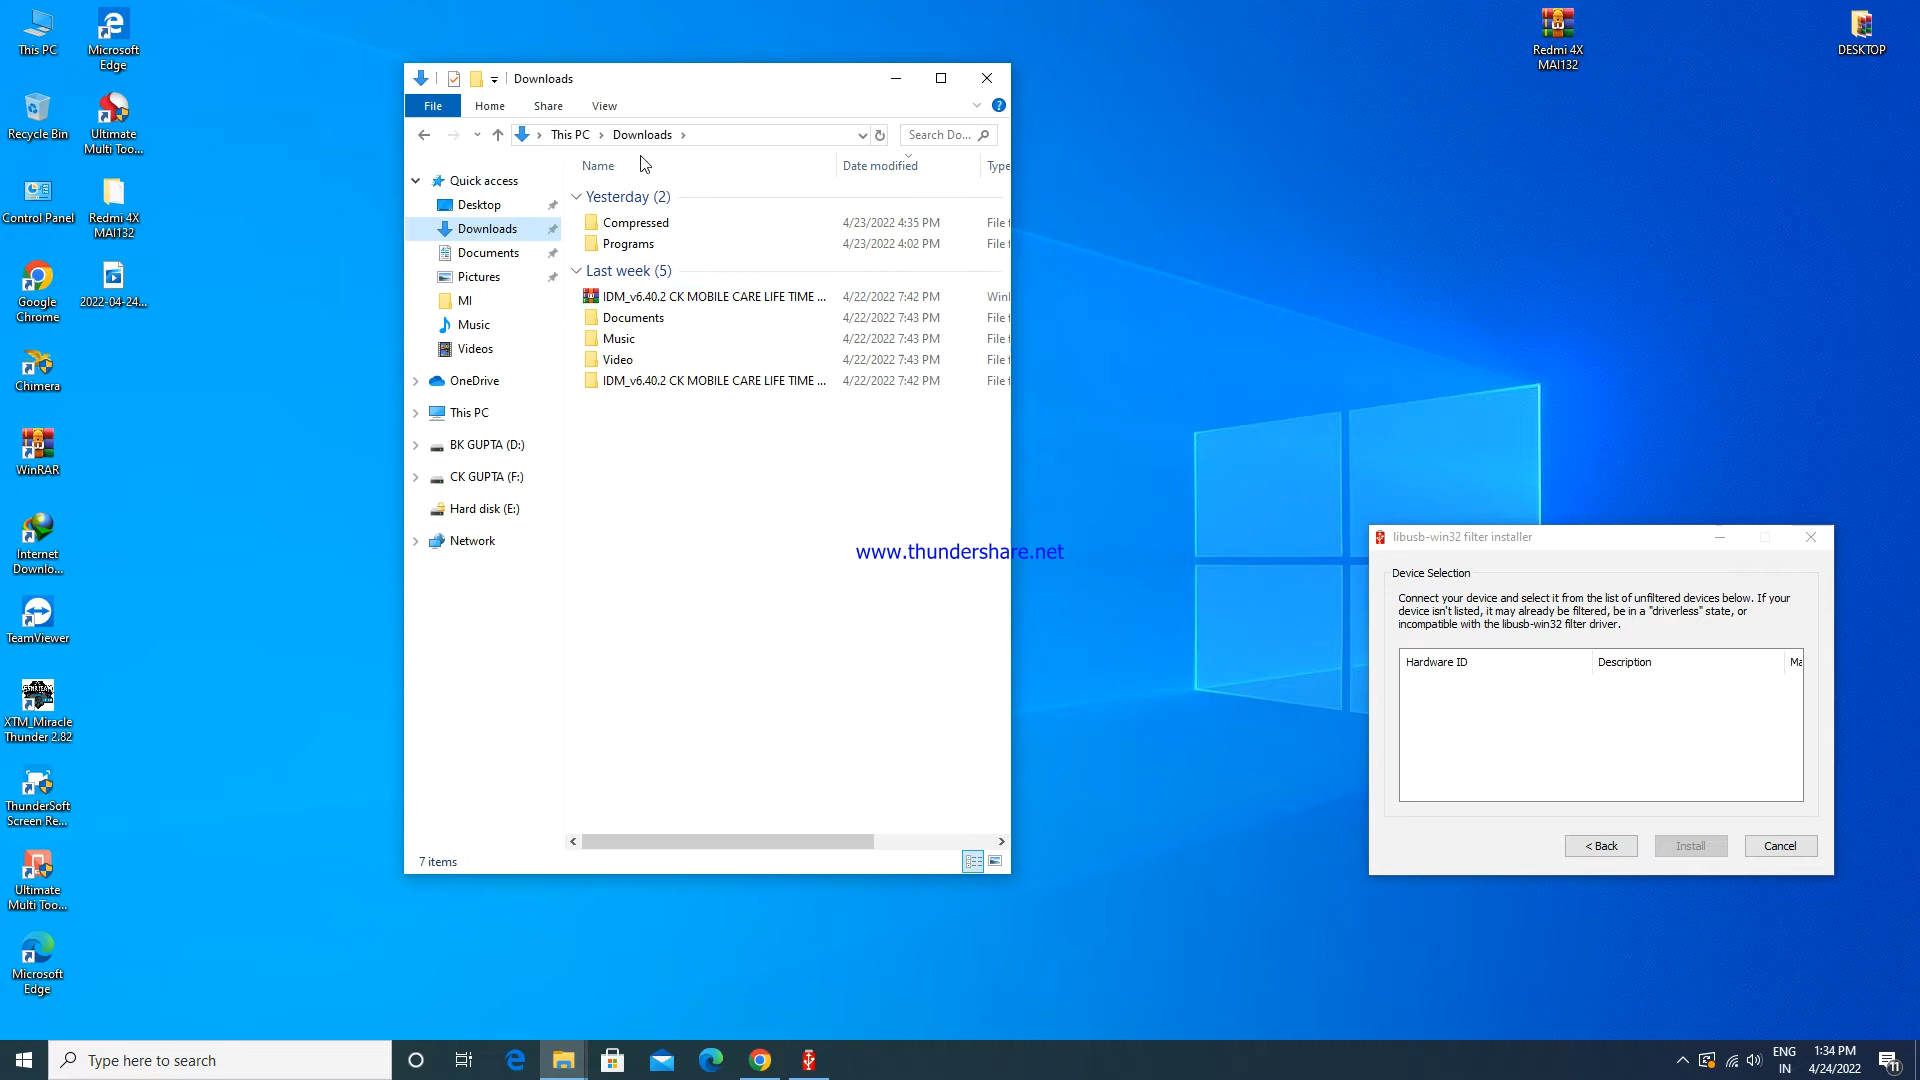 This PC
Microsoft
Edge
Recycle Bin
Ultimate
Multi Too...
Control Panel
Redmi 4X
MAI132
Google
Chrome
2022-04-24...
Chimera
WinRAR
Internet
Downlo...
TeamViewer
XTM_Miracle
Thunder 2.82
ThunderSoft
Screen Re...
Ultimate
Multi Too...
Microsoft
Edge
Redmi 4X
MAI132
DESKTOP
Downloads
File Home Share View
This PC Downloads
Search Do...
Name Date modified Type
Quick access
Desktop
Downloads
Documents
Pictures
MI
Music
Videos
OneDrive
This PC
BK GUPTA (D:)
CK GUPTA (F:)
Hard disk (E:)
Network
Yesterday (2)
Compressed 4/23/2022 4:35 PM File f
Programs 4/23/2022 4:02 PM File f
Last week (5)
IDM_v6.40.2 CK MOBILE CARE LIFE TIME ... 4/22/2022 7:42 PM Winl
Documents 4/22/2022 7:43 PM File f
Music 4/22/2022 7:43 PM File f
Video 4/22/2022 7:43 PM File f
IDM_v6.40.2 CK MOBILE CARE LIFE TIME ... 4/22/2022 7:42 PM File f
7 items
www.thundershare.net
libusb-win32 filter installer
Device Selection
Connect your device and select it from the list of unfiltered devices below. If your
device isn't listed, it may already be filtered, be in a "driverless" state, or
incompatible with the libusb-win32 filter driver.
Hardware ID Description Ma
< Back Install Cancel
Type here to search
ENG
IN
1:34 PM
4/24/2022
11